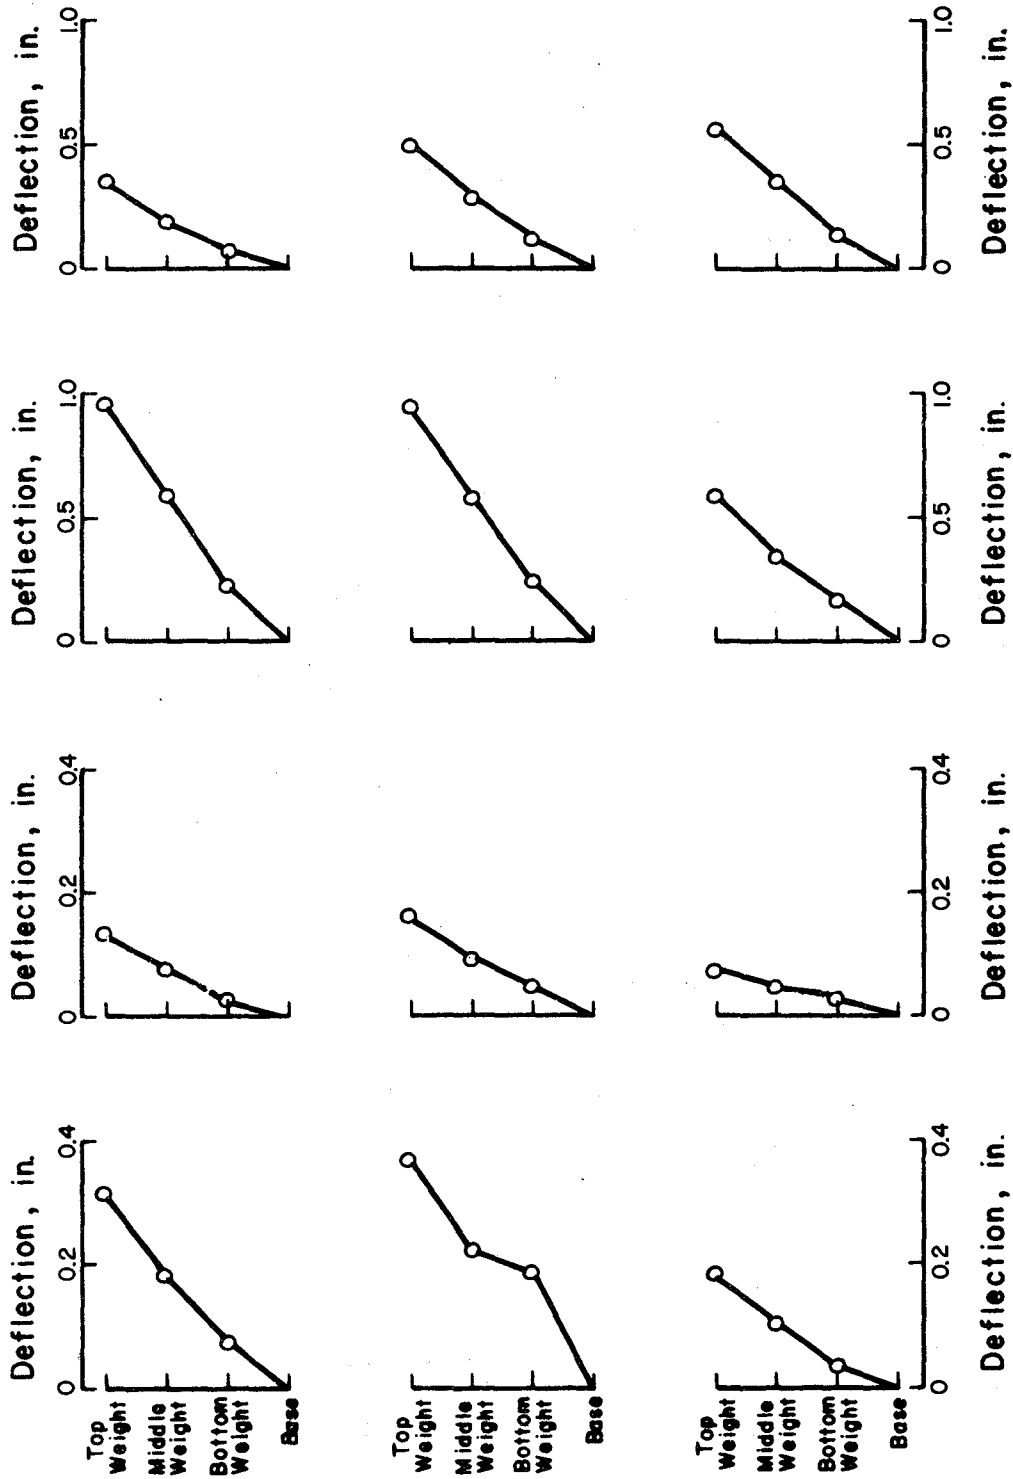 Deflection, in. Deflection, in. Deflection, in. Deflection, in.
0 0.2 0.4 0 0.2 0.4 0 0.5 1.0 0 0.5 1.0
Top
Weight
Middle
Weight
Bottom
Weight
Base
Top
Weight
Middle
Weight
Bottom
Weight
Base
Top
Weight
Middle
Weight
Bottom
Weight
Base
0 0.2 0.4 0 0.2 0.4 0 0.5 1.0 0 0.5 1.0
Deflection, in. Deflection, in. Deflection, in. Deflection, in.